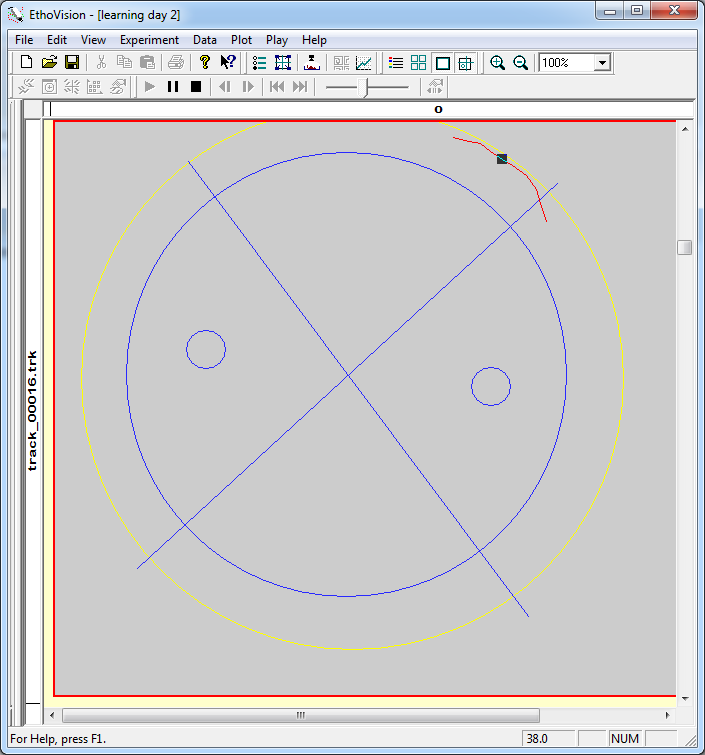 EthoVision - [learning day 2]
File Edit View Experiment Data Plot Play Help
100%
o
track_00016.trk
For Help, press F1.
38.0
NUM